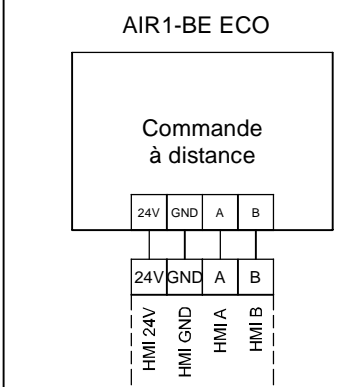 AIR1-BE ECO
Commande
à distance
24V GND A B
24V GND A B
HMI 24V
HMI GND
HMI A
HMI B